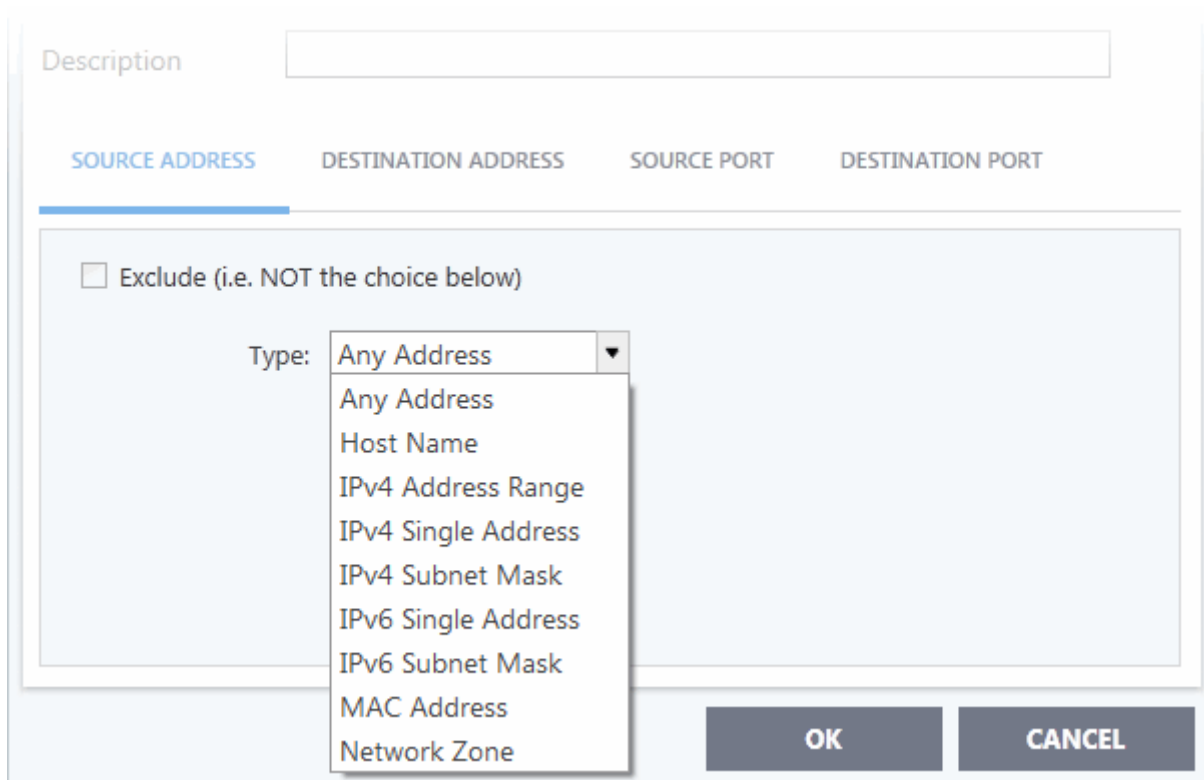 Description
SOURCE ADDRESS DESTINATION ADDRESS SOURCE PORT DESTINATION PORT
Exclude (i.e. NOT the choice below)
Type: Any Address
Any Address
Host Name
IPv4 Address Range
IPv4 Single Address
IPv4 Subnet Mask
IPv6 Single Address
IPv6 Subnet Mask
MAC Address
Network Zone
OK CANCEL